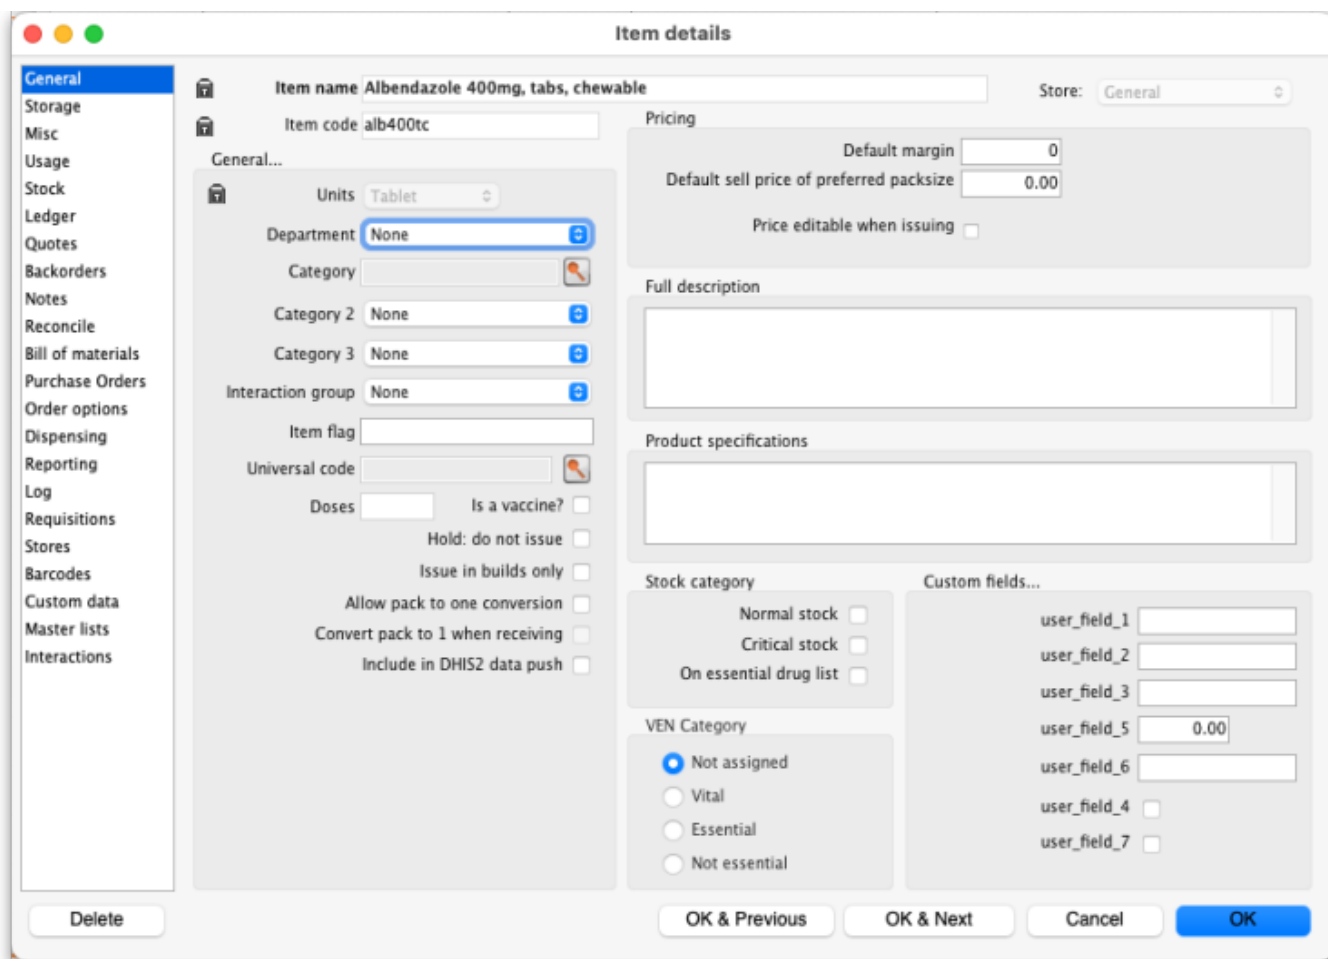 Item details
General
Storage
Misc
Usage
Stock
Ledger
Quotes
Backorders
Notes
Reconcile
Bill of materials
Purchase Orders
Order options
Dispensing
Reporting
Log
Requisitions
Stores
Barcodes
Custom data
Master lists
Interactions
Item name Albendazole 400mg, tabs, chewable
Store: General
Item code alb400tc
General...
Units Tablet
Department None
Category
Category 2 None
Category 3 None
Interaction group None
Item flag
Universal code
Doses Is a vaccine?
Hold: do not issue
Issue in builds only
Allow pack to one conversion
Convert pack to 1 when receiving
Include in DHIS2 data push
Pricing
Default margin 0
Default sell price of preferred packsize 0.00
Price editable when issuing
Full description
Product specifications
Stock category
Normal stock
Critical stock
On essential drug list
VEN Category
Not assigned
Vital
Essential
Not essential
Custom fields...
user_field_1
user_field_2
user_field_3
user_field_5 0.00
user_field_6
user_field_4
user_field_7
Delete OK & Previous OK & Next Cancel OK